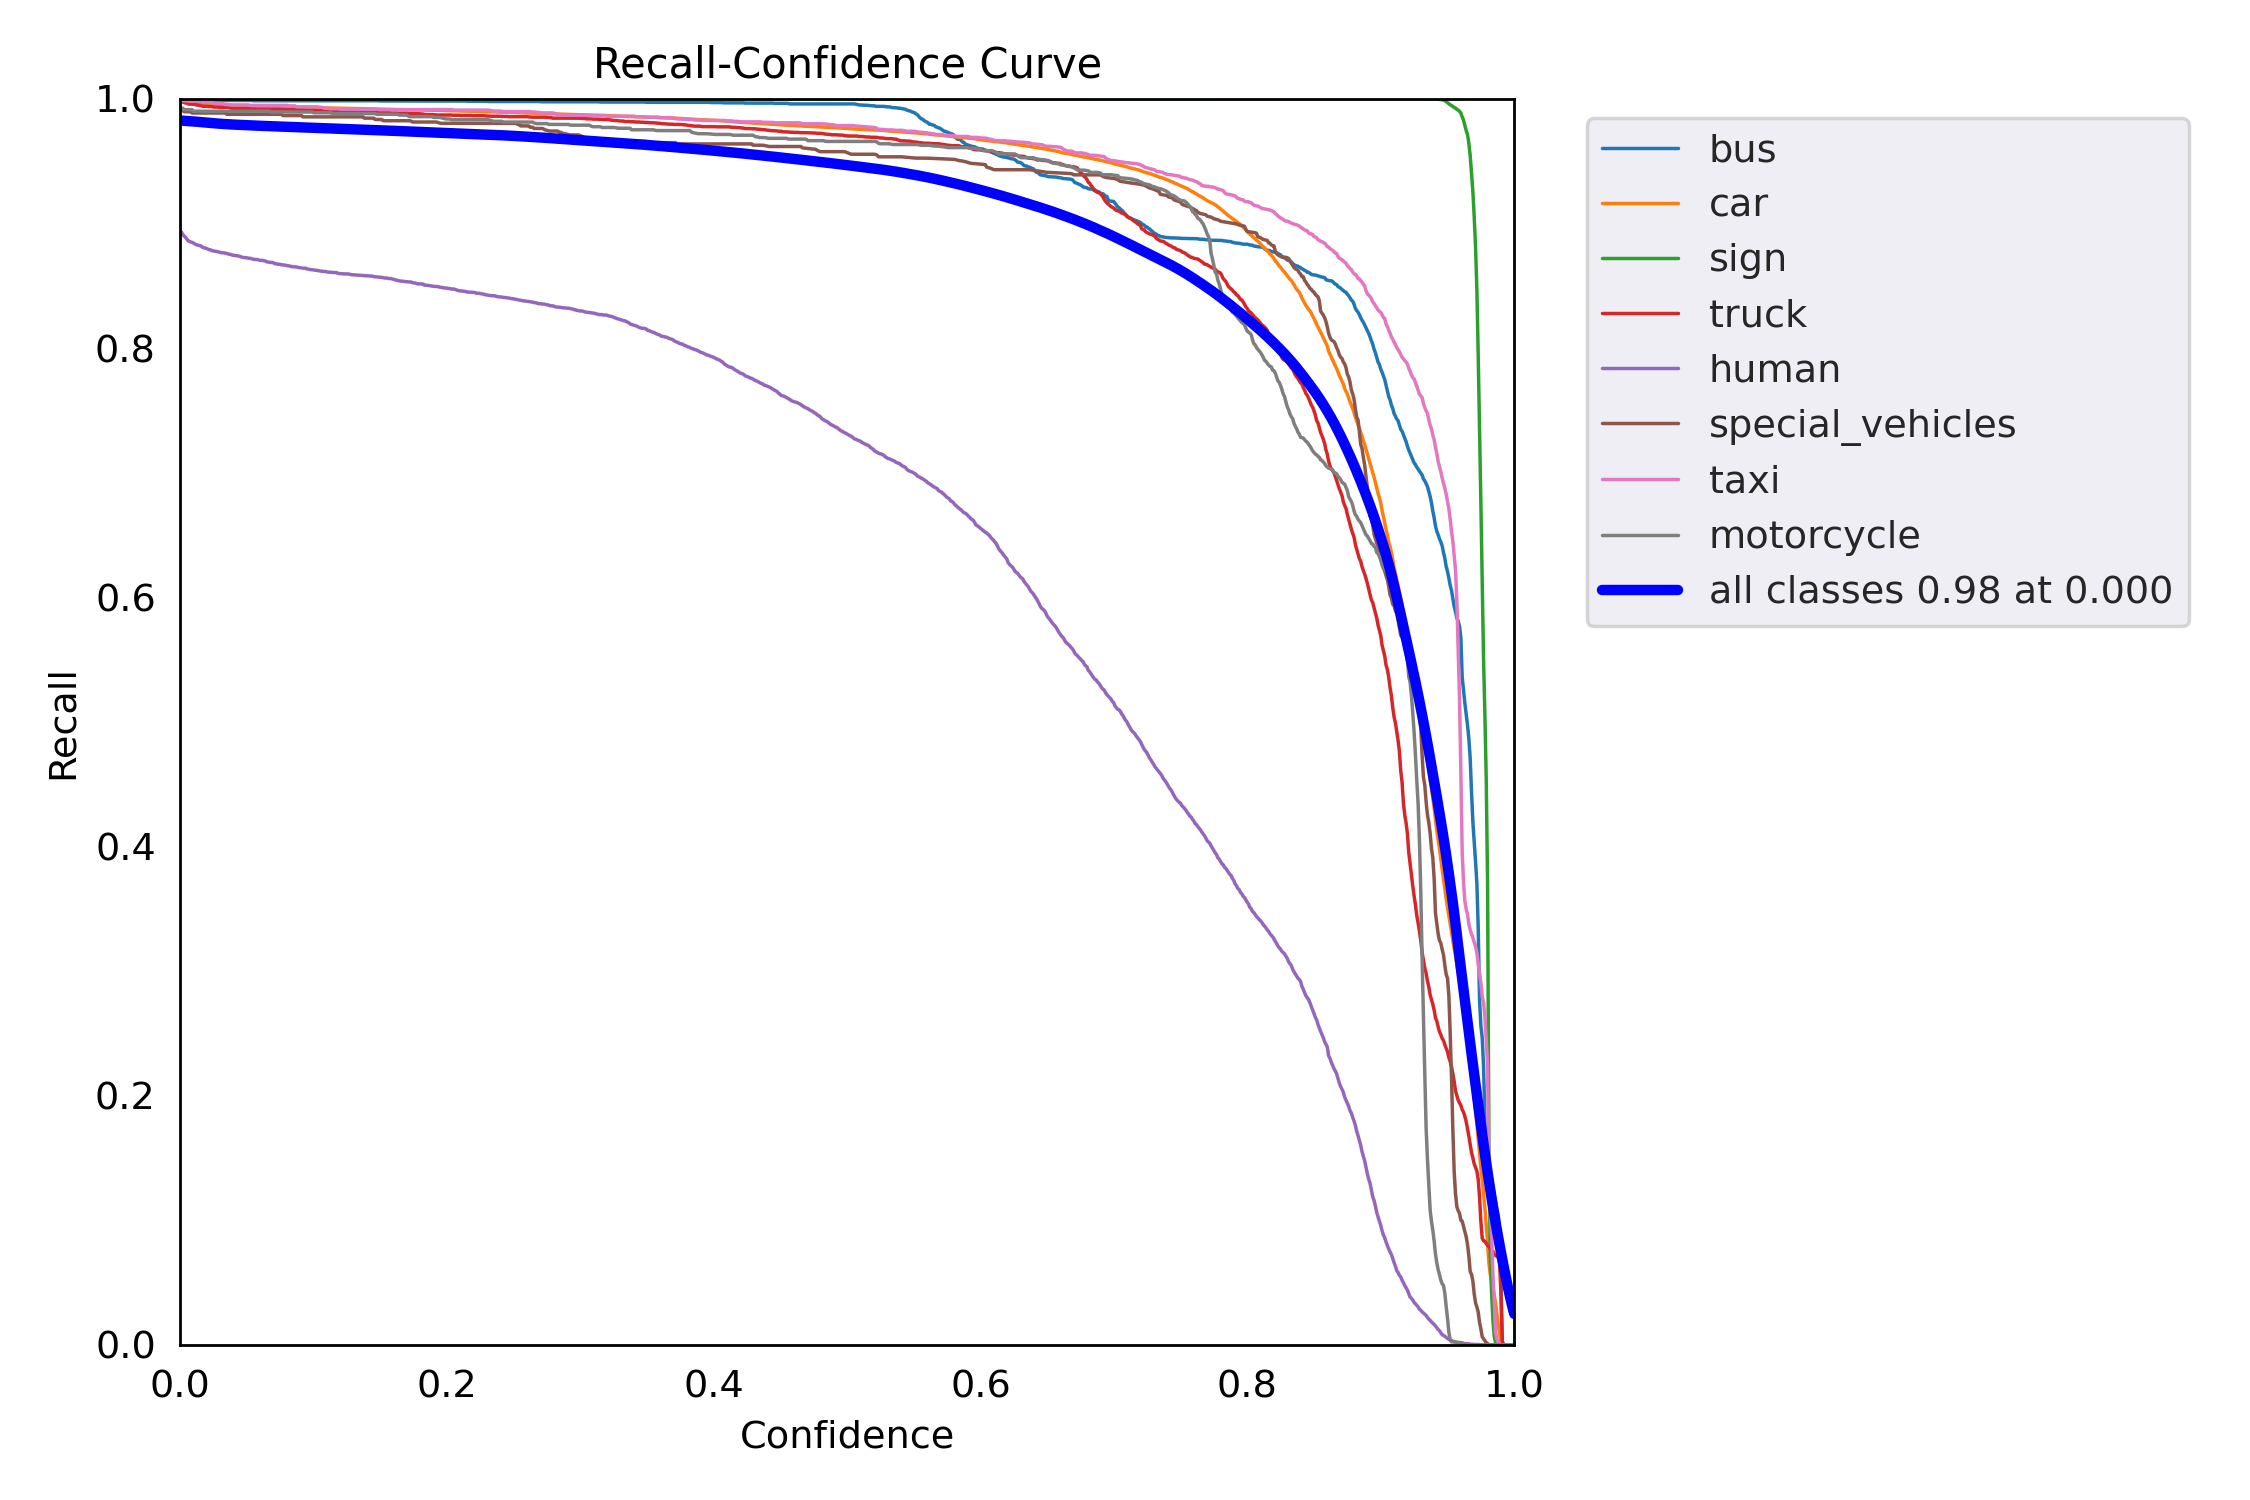 Recall-Confidence Curve
1.0
0.8
0.6
0.4
0.2
0.0
Recall
0.0 0.2 0.4 0.6 0.8 1.0
Confidence
bus
car
sign
truck
human
special_vehicles
taxi
motorcycle
all classes 0.98 at 0.000